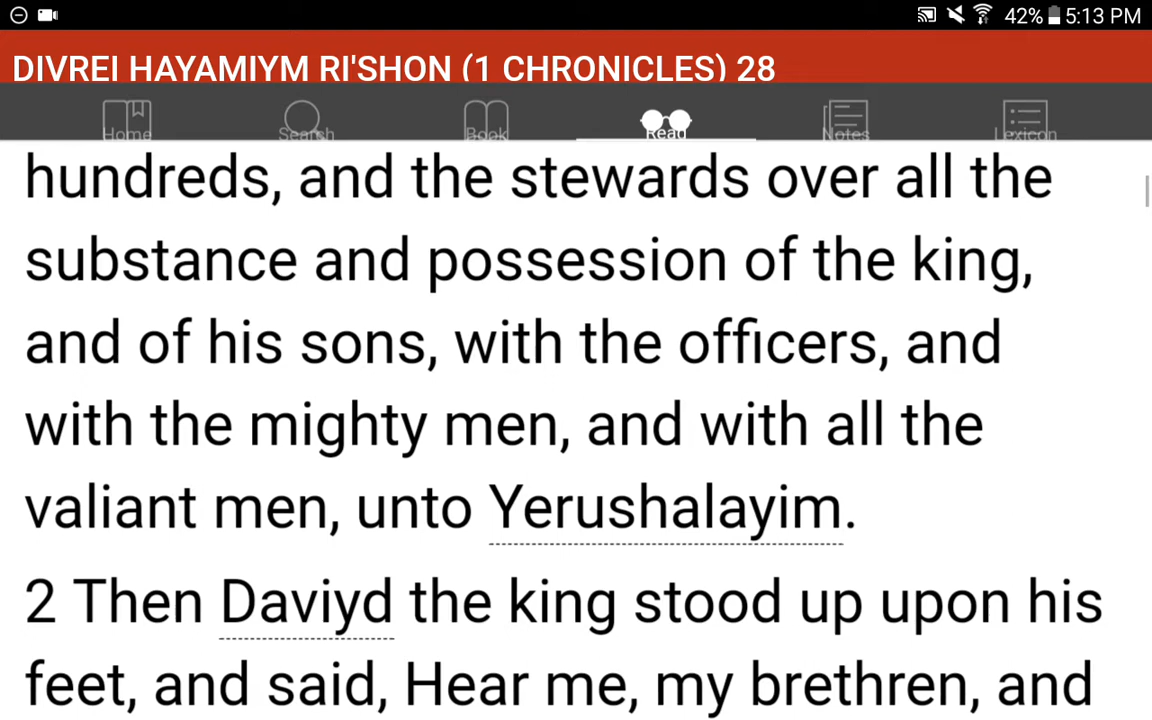 42% 5:13 PM
DIVREI HAYAMIYM RI'SHON (1 CHRONICLES) 28
Home Search Book Read Notes Lexicon
hundreds, and the stewards over all the
substance and possession of the king,
and of his sons, with the officers, and
with the mighty men, and with all the
valiant men, unto Yerushalayim.
2 Then Daviyd the king stood up upon his
feet, and said, Hear me, my brethren, and